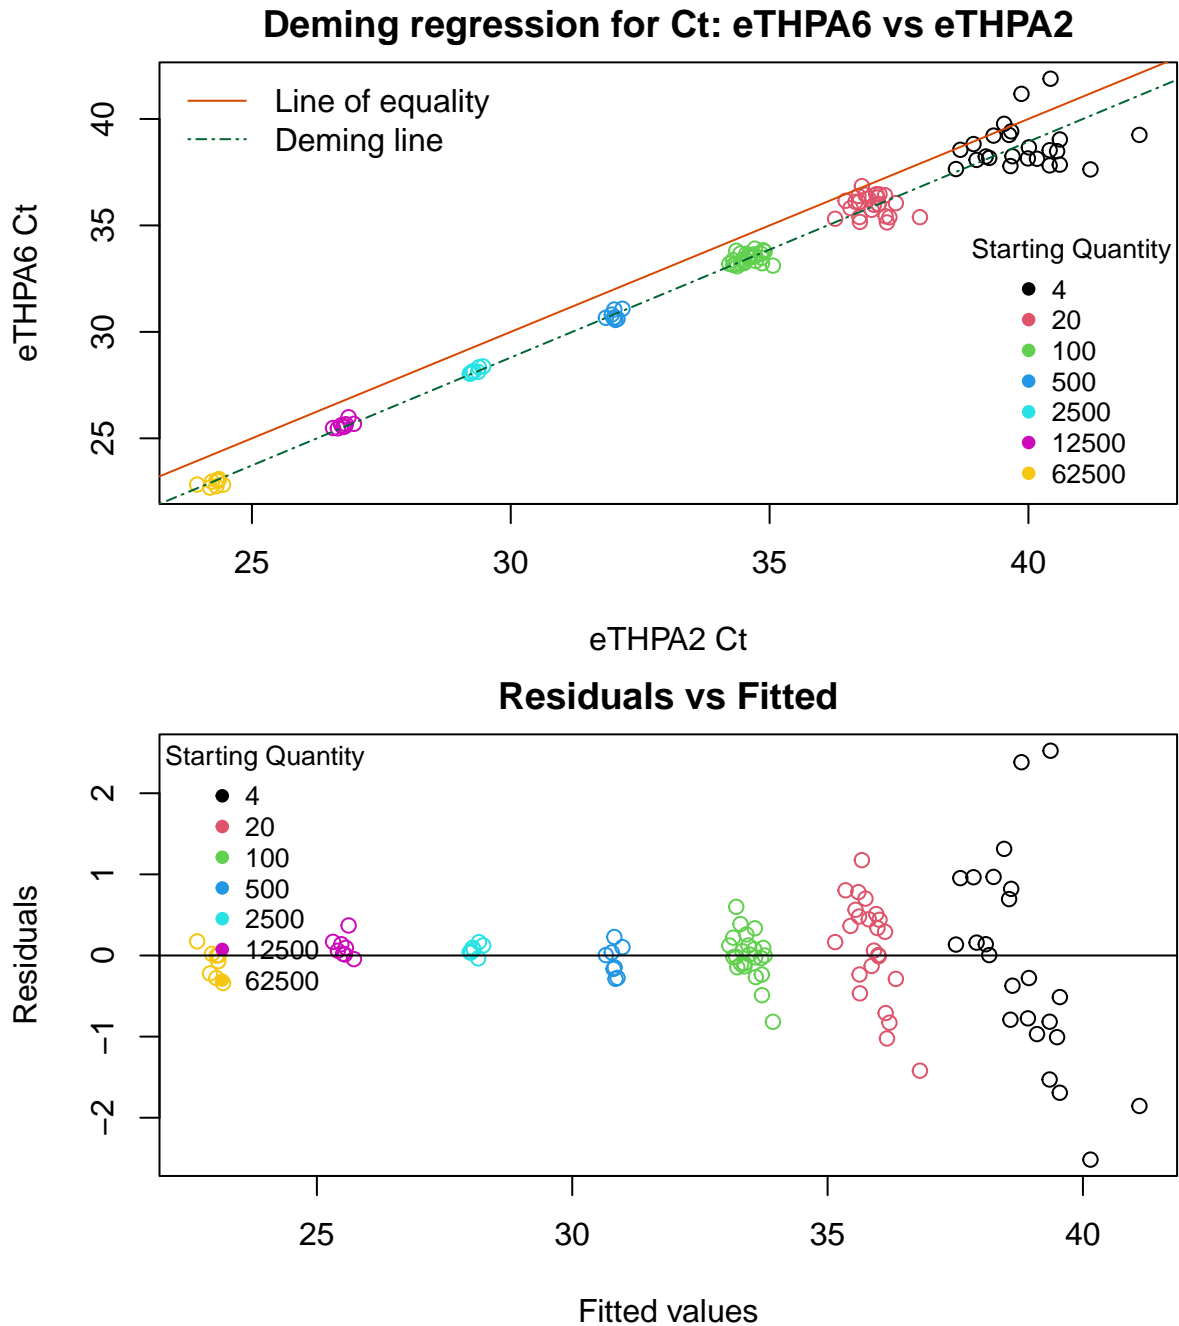 Deming regression for Ct: eTHPA6 vs eTHPA2
Line of equality
Deming line
eTHPA6 Ct
40
35
30
25
Starting Quantity
4
20
100
500
2500
12500
62500
25 30 35 40
eTHPA2 Ct
Residuals vs Fitted
Starting Quantity
4
20
100
500
2500
12500
62500
Residuals
2
1
0
−1
−2
25 30 35 40
Fitted values